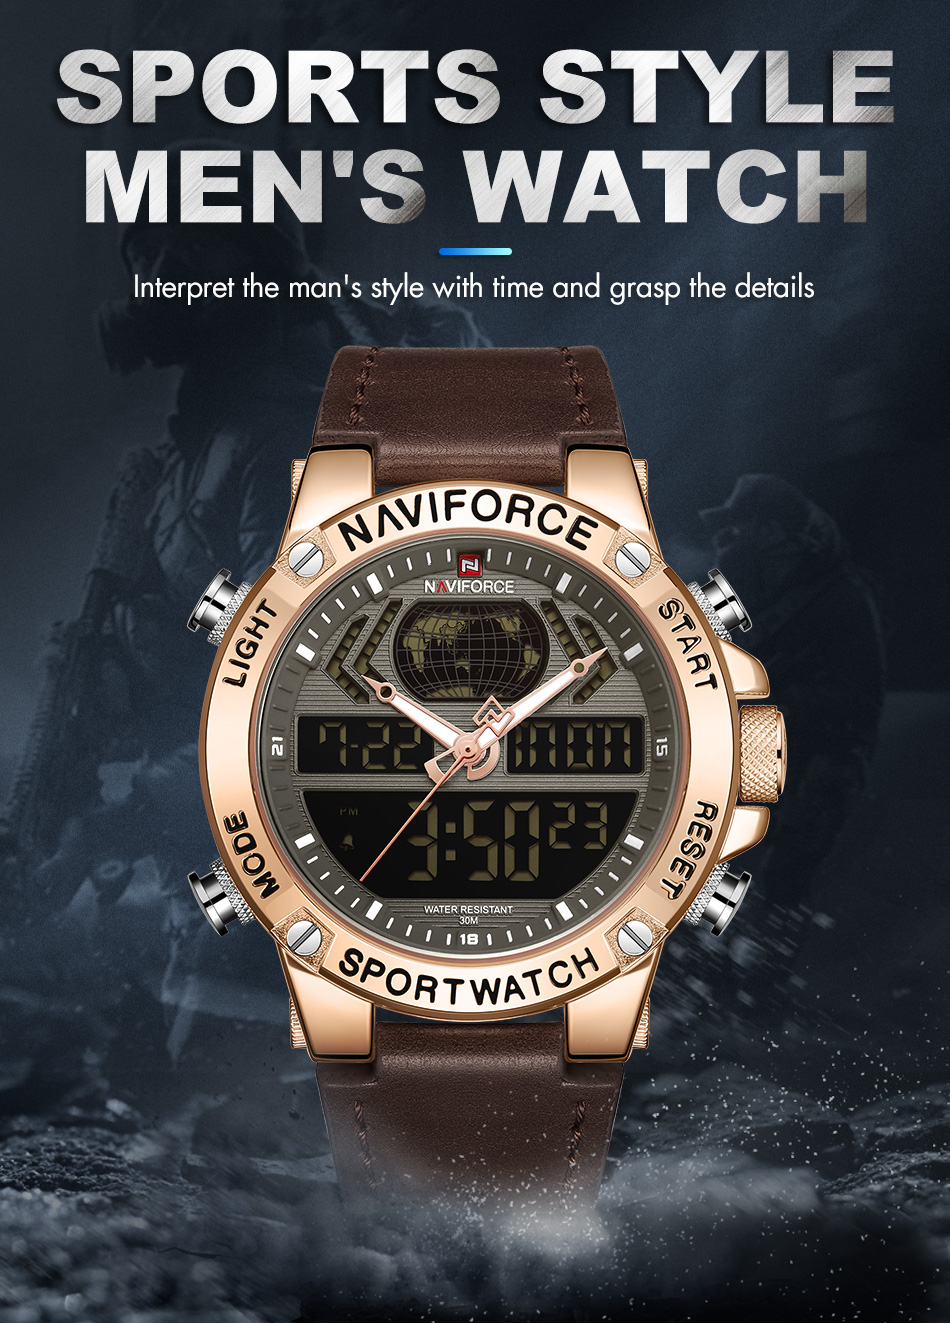 SPORTS STYLE
MEN'S WATCH
Interpret the man's style with time and grasp the details
NAVIFORCE
NAVIFORCE
LIGHT
START
7-22 MON
21
15
PM
3:50 23
MODE
RESET
WATER RESISTANT
30M
18
SPORTWATCH